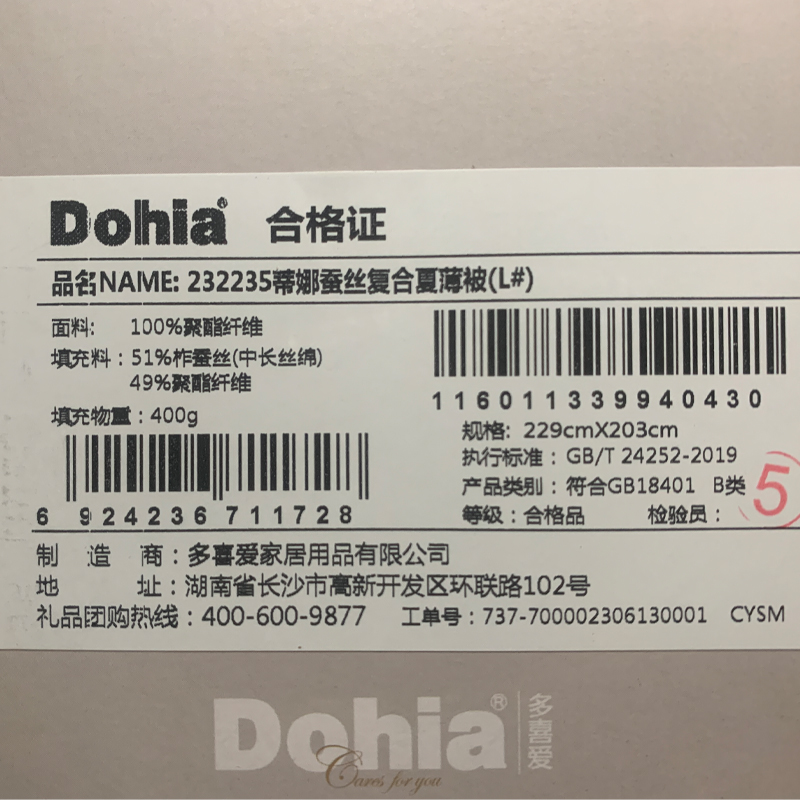 Dohia® 合格证
品名NAME: 232235蒂娜蚕丝复合夏薄被(L#)
面料: 100%聚酯纤维
填充料：51%柞蚕丝(中长丝绵)
49%聚酯纤维
填充物重：400g
6 924236 711728
116011339940430
规格: 229cmX203cm
执行标准：GB/T 24252-2019
产品类别：符合GB18401 B类
等级：合格品 检验员：
5
制造商：多喜爱家居用品有限公司
地址：湖南省长沙市高新开发区环联路102号
礼品团购热线：400-600-9877 工单号：737-700002306130001 CYSM
Dohia® 多喜爱
Cares for you